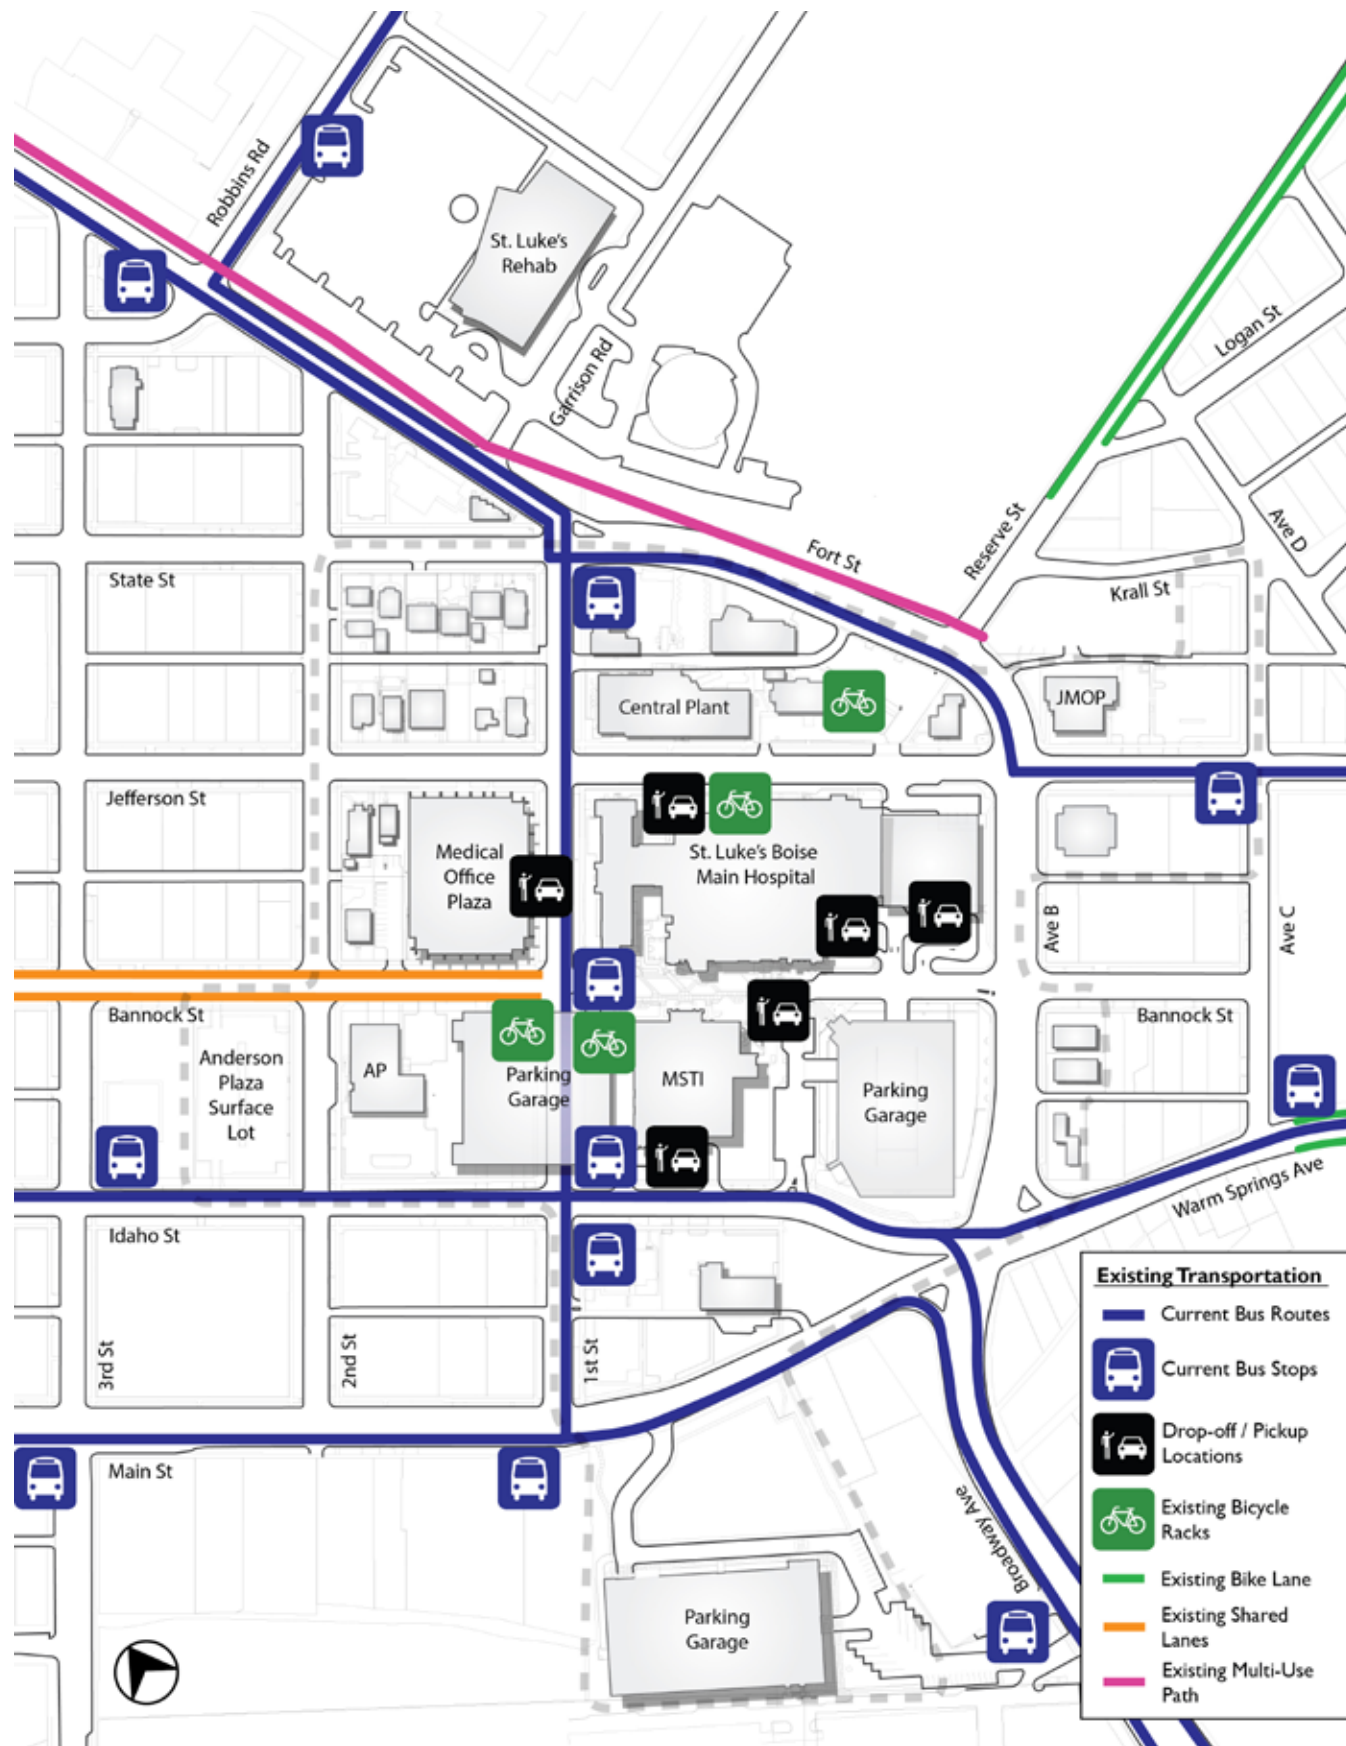 Robbins Rd
St. Luke's
Rehab
Garrison Rd
Logan St
Reserve St
Ave D
Fort St
Krall St
State St
Central Plant
JMOP
Jefferson St
Medical
Office
Plaza
St. Luke's Boise
Main Hospital
Ave B
Ave C
Bannock St
Bannock St
Anderson
Plaza
Surface
Lot
AP
Parking
Garage
MSTI
Parking
Garage
Warm Springs Ave
Idaho St
3rd St
2nd St
1st St
Main St
Broadway Ave
Parking
Garage
Existing Transportation
Current Bus Routes
Current Bus Stops
Drop-off / Pickup
Locations
Existing Bicycle
Racks
Existing Bike Lane
Existing Shared
Lanes
Existing Multi-Use
Path